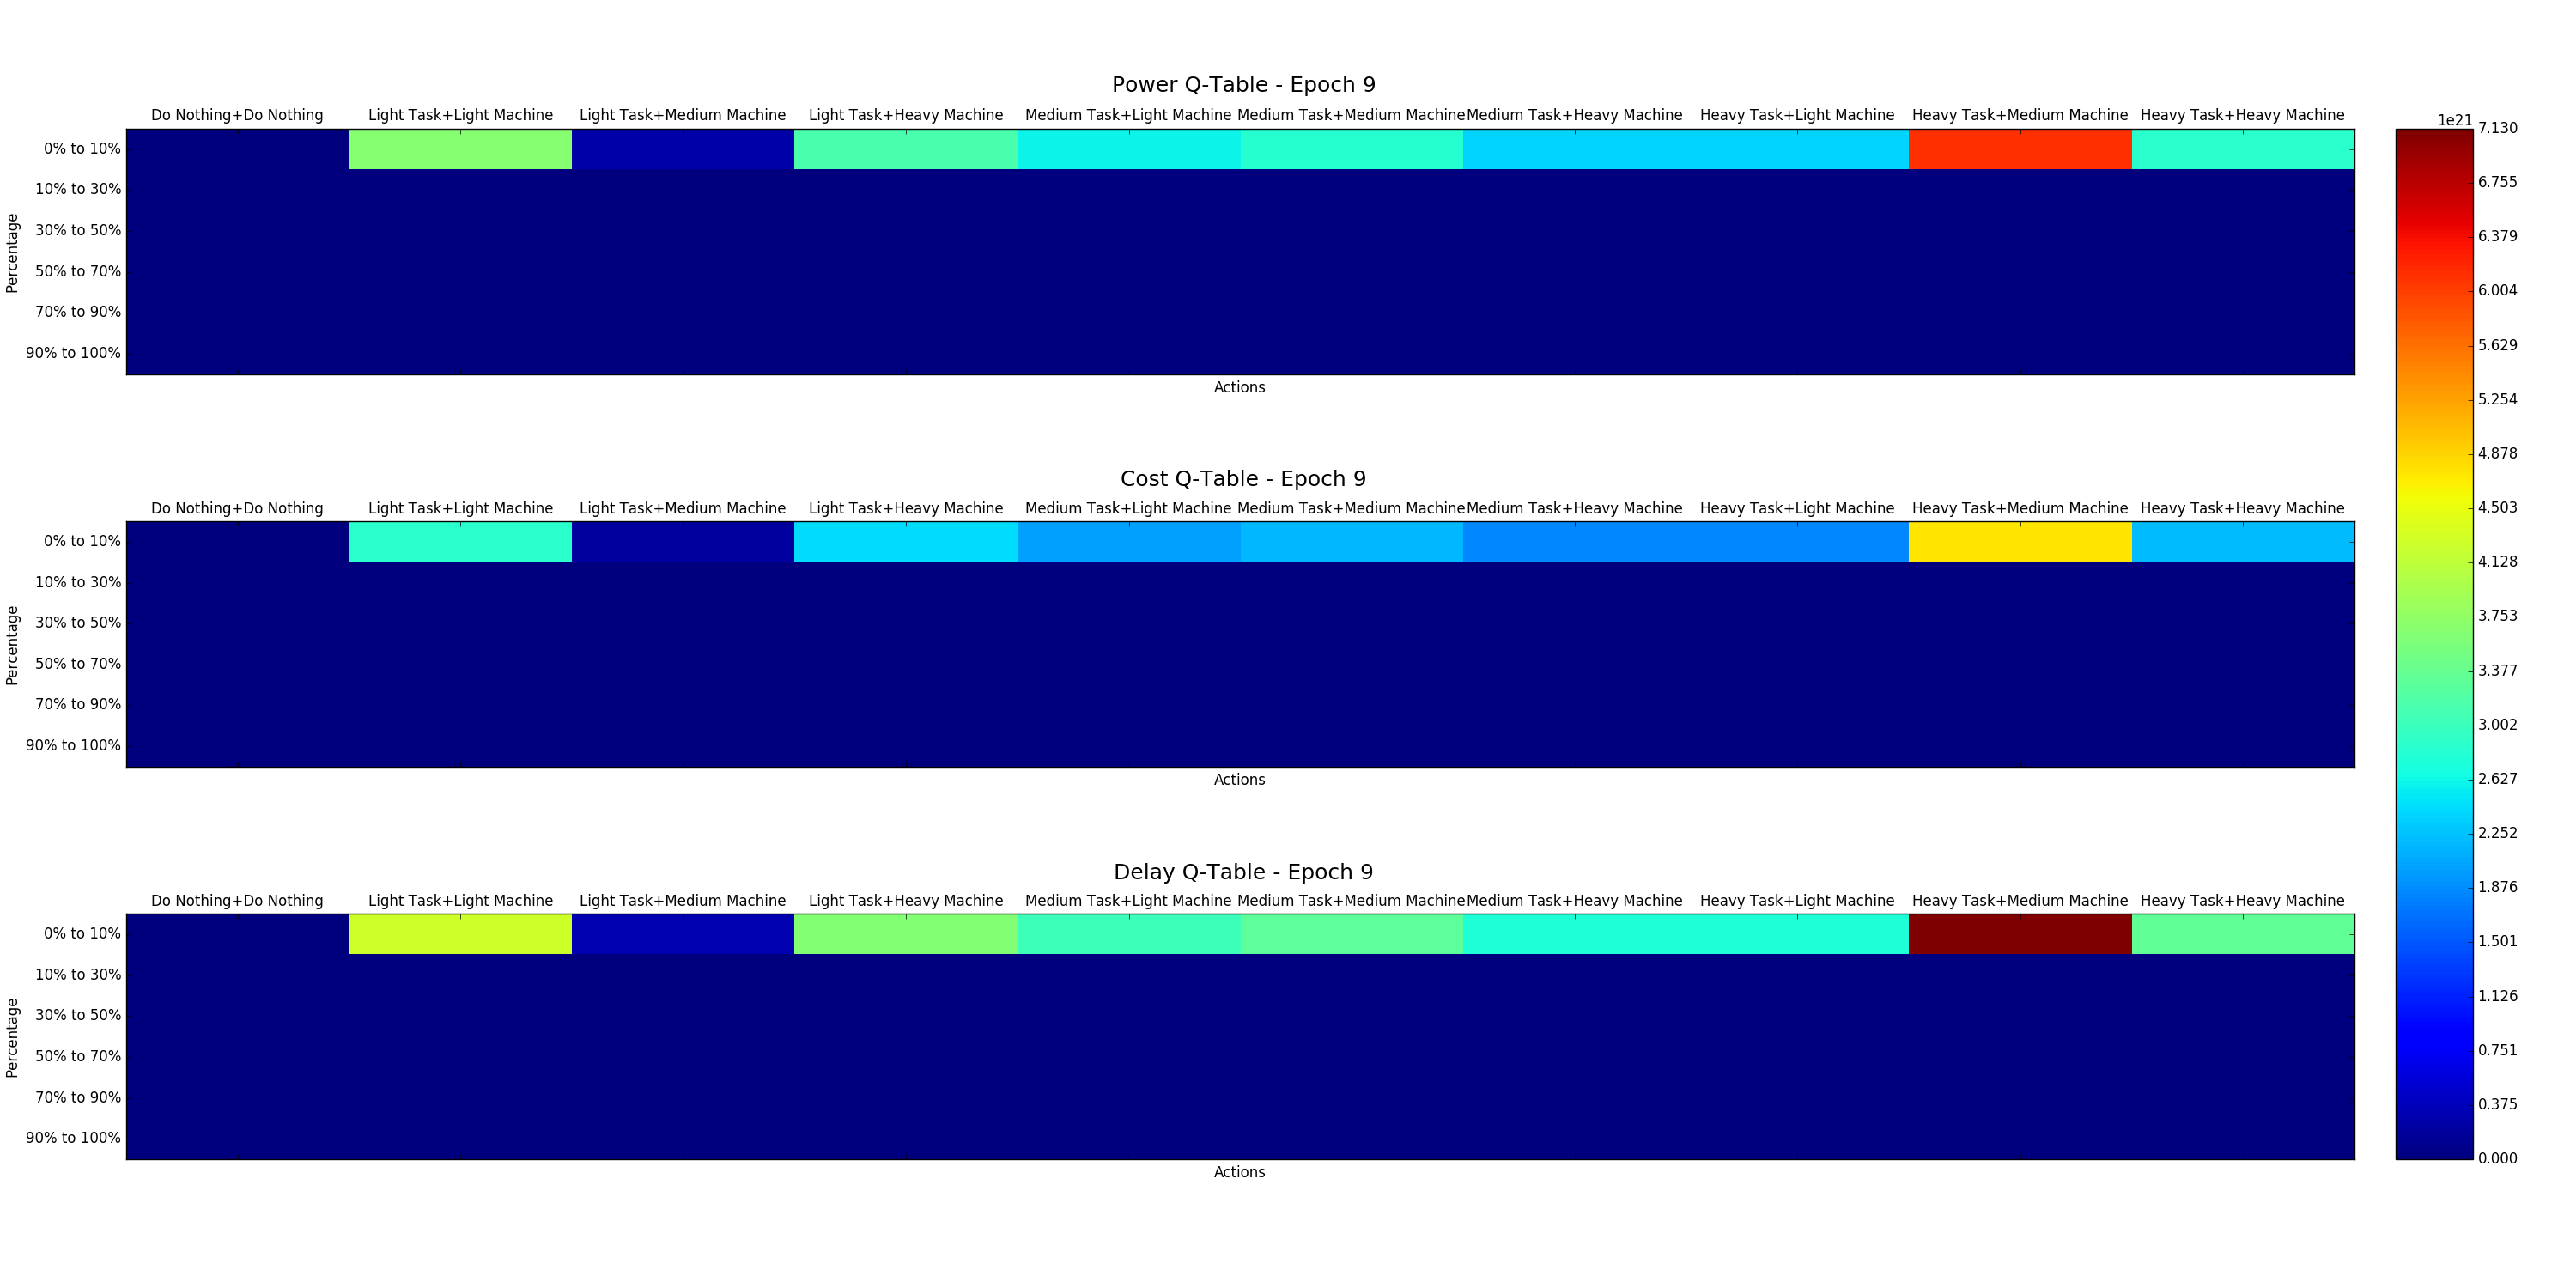 Power Q-Table - Epoch 9
Do Nothing+Do Nothing Light Task+Light Machine Light Task+Medium Machine Light Task+Heavy Machine Medium Task+Light Machine Medium Task+Medium Machine Medium Task+Heavy Machine Heavy Task+Light Machine Heavy Task+Medium Machine Heavy Task+Heavy Machine
Percentage
0% to 10%
10% to 30%
30% to 50%
50% to 70%
70% to 90%
90% to 100%
Actions
Cost Q-Table - Epoch 9
Do Nothing+Do Nothing Light Task+Light Machine Light Task+Medium Machine Light Task+Heavy Machine Medium Task+Light Machine Medium Task+Medium Machine Medium Task+Heavy Machine Heavy Task+Light Machine Heavy Task+Medium Machine Heavy Task+Heavy Machine
Percentage
0% to 10%
10% to 30%
30% to 50%
50% to 70%
70% to 90%
90% to 100%
Actions
Delay Q-Table - Epoch 9
Do Nothing+Do Nothing Light Task+Light Machine Light Task+Medium Machine Light Task+Heavy Machine Medium Task+Light Machine Medium Task+Medium Machine Medium Task+Heavy Machine Heavy Task+Light Machine Heavy Task+Medium Machine Heavy Task+Heavy Machine
Percentage
0% to 10%
10% to 30%
30% to 50%
50% to 70%
70% to 90%
90% to 100%
Actions
1e21
7.130
6.755
6.379
6.004
5.629
5.254
4.878
4.503
4.128
3.753
3.377
3.002
2.627
2.252
1.876
1.501
1.126
0.751
0.375
0.000